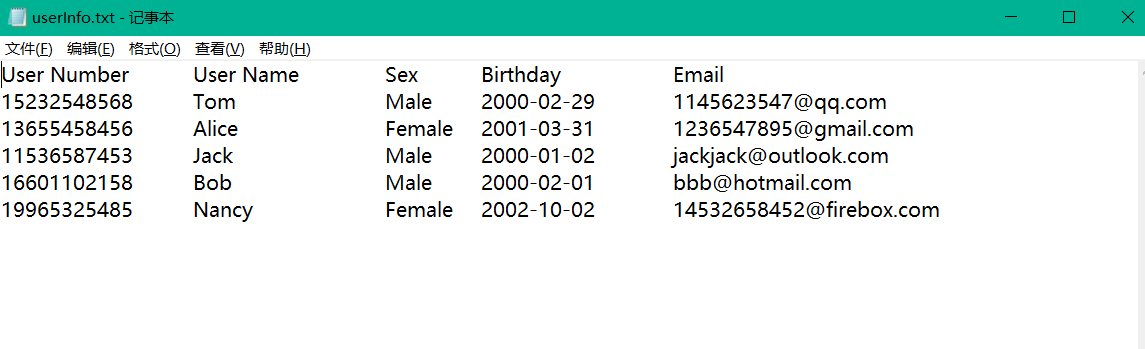 userInfo.txt - 记事本
文件(F) 编辑(E) 格式(O) 查看(V) 帮助(H)
User Number User Name Sex Birthday Email
15232548568 Tom Male 2000-02-29 1145623547@qq.com
13655458456 Alice Female 2001-03-31 1236547895@gmail.com
11536587453 Jack Male 2000-01-02 jackjack@outlook.com
16601102158 Bob Male 2000-02-01 bbb@hotmail.com
19965325485 Nancy Female 2002-10-02 14532658452@firebox.com